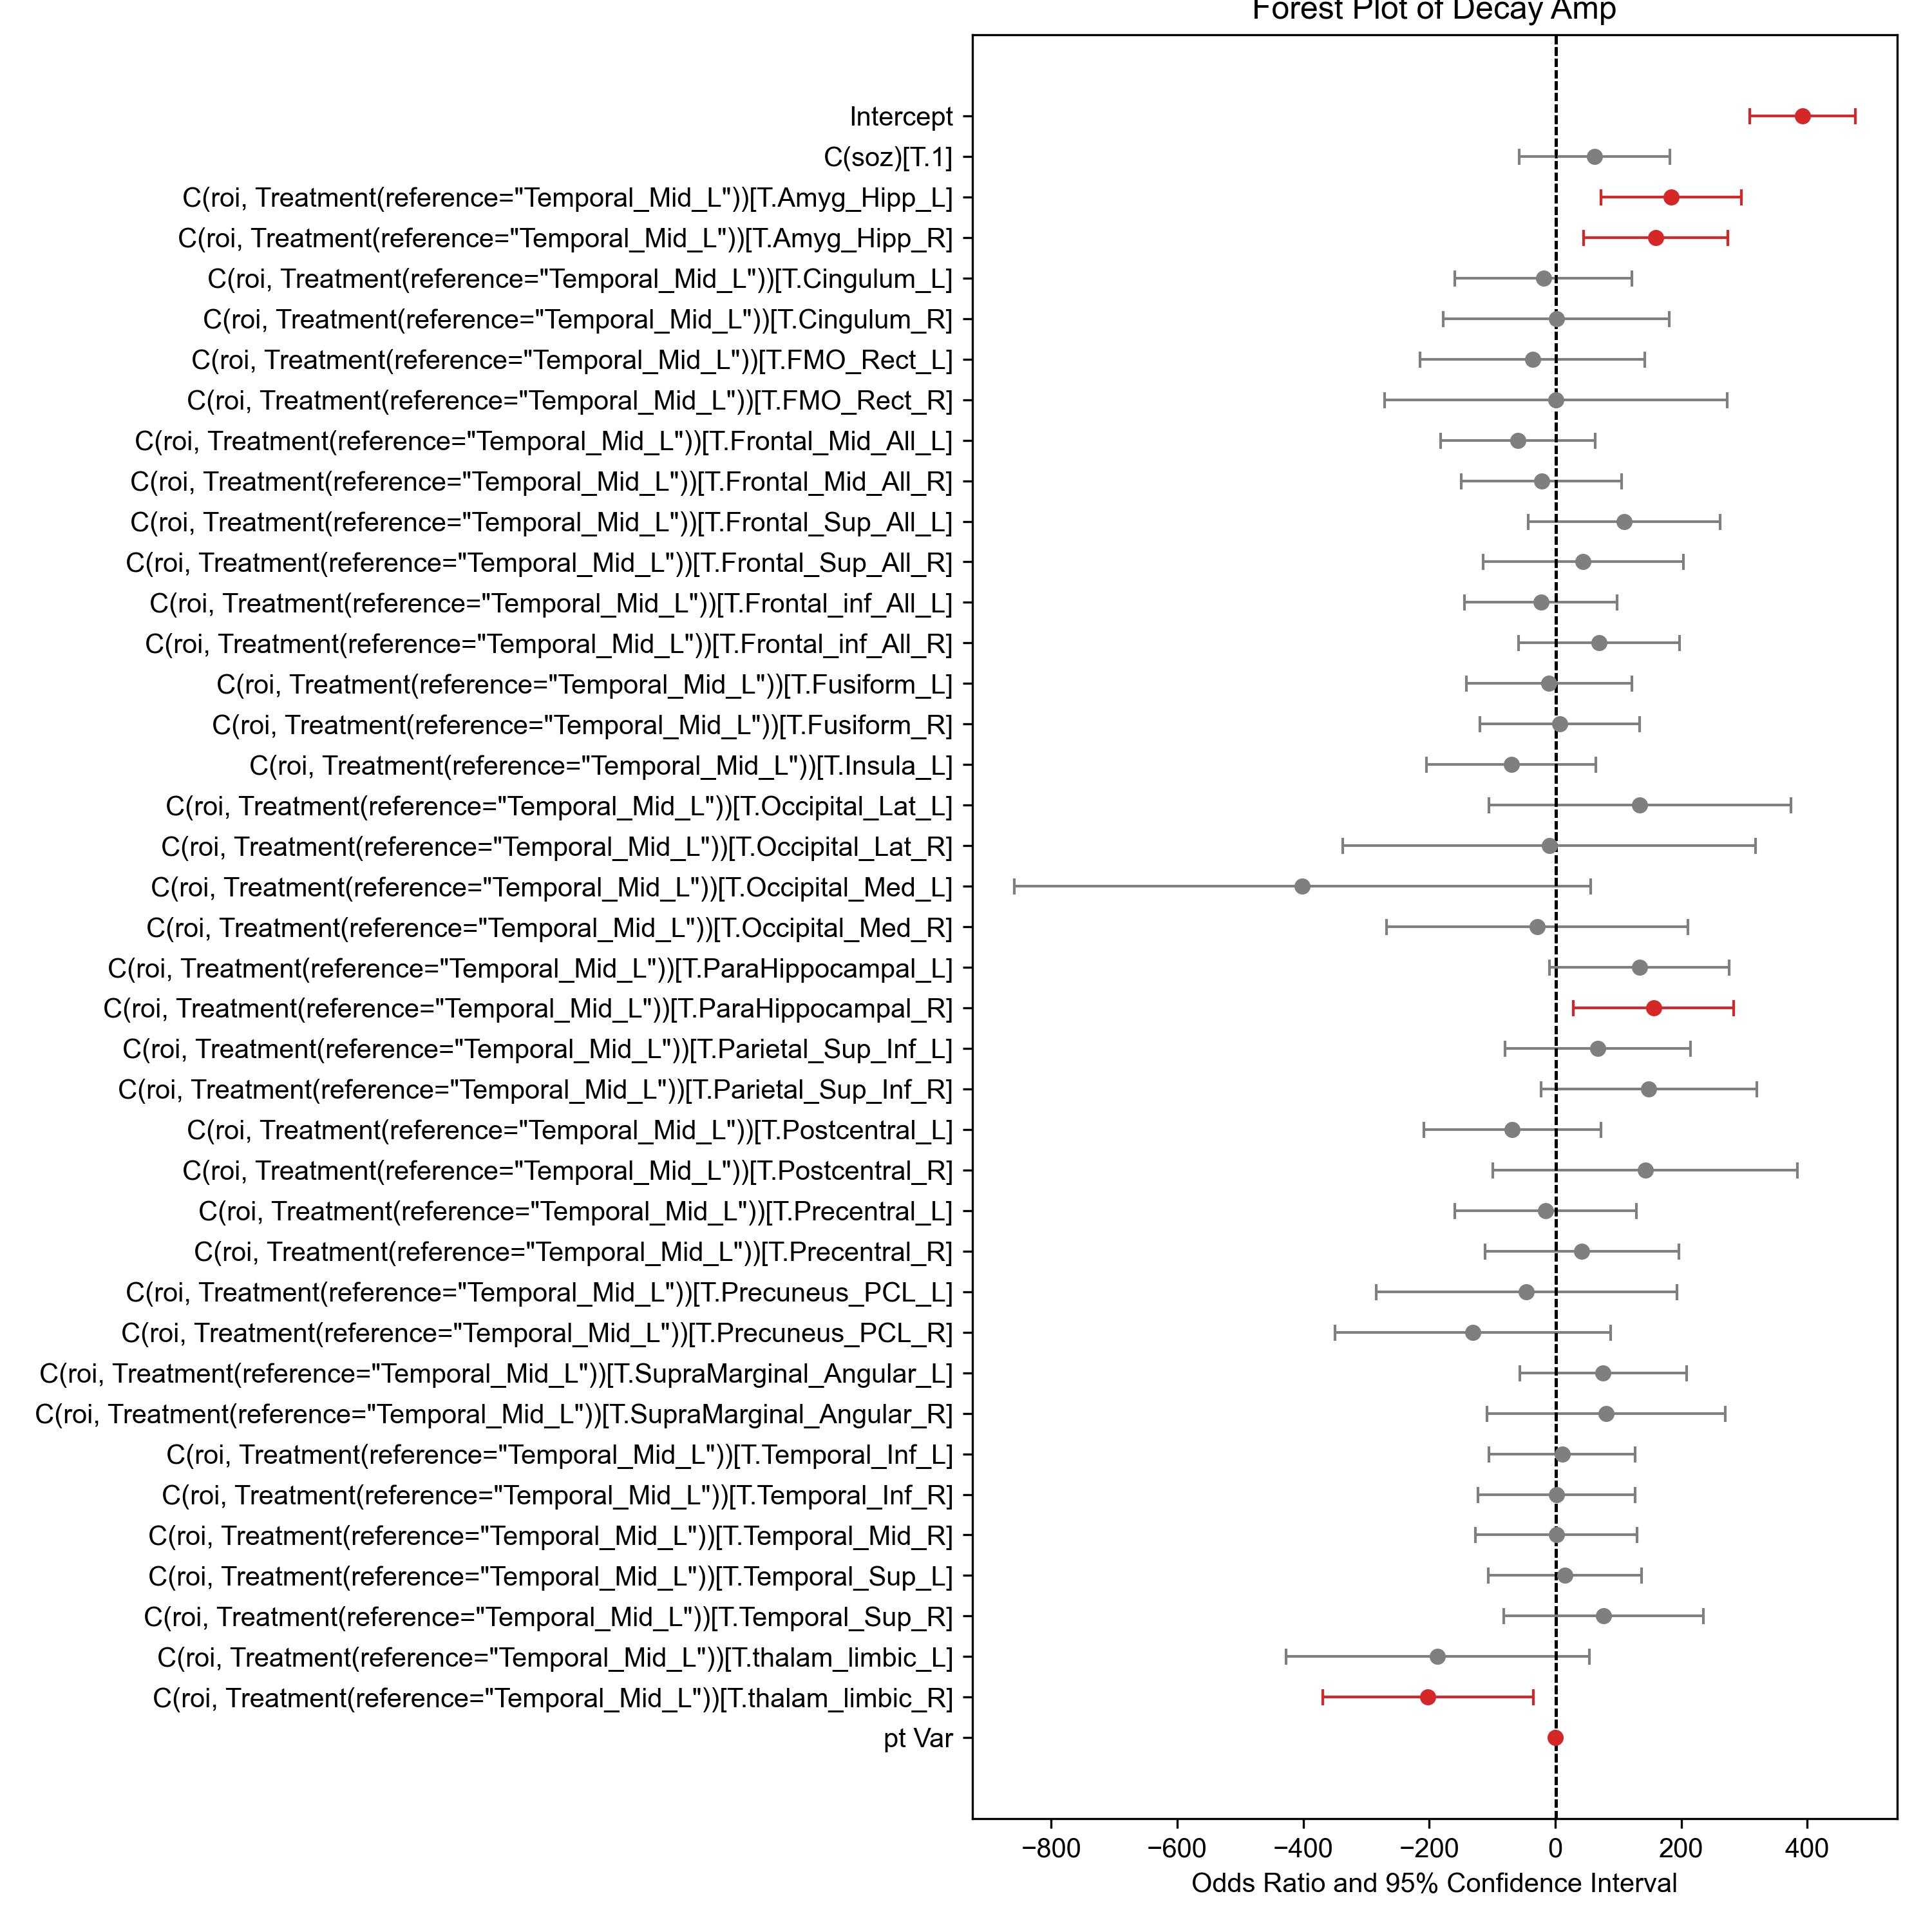 Forest Plot of Decay Amp
Intercept
C(soz)[T.1]
C(roi, Treatment(reference="Temporal_Mid_L"))[T.Amyg_Hipp_L]
C(roi, Treatment(reference="Temporal_Mid_L"))[T.Amyg_Hipp_R]
C(roi, Treatment(reference="Temporal_Mid_L"))[T.Cingulum_L]
C(roi, Treatment(reference="Temporal_Mid_L"))[T.Cingulum_R]
C(roi, Treatment(reference="Temporal_Mid_L"))[T.FMO_Rect_L]
C(roi, Treatment(reference="Temporal_Mid_L"))[T.FMO_Rect_R]
C(roi, Treatment(reference="Temporal_Mid_L"))[T.Frontal_Mid_All_L]
C(roi, Treatment(reference="Temporal_Mid_L"))[T.Frontal_Mid_All_R]
C(roi, Treatment(reference="Temporal_Mid_L"))[T.Frontal_Sup_All_L]
C(roi, Treatment(reference="Temporal_Mid_L"))[T.Frontal_Sup_All_R]
C(roi, Treatment(reference="Temporal_Mid_L"))[T.Frontal_inf_All_L]
C(roi, Treatment(reference="Temporal_Mid_L"))[T.Frontal_inf_All_R]
C(roi, Treatment(reference="Temporal_Mid_L"))[T.Fusiform_L]
C(roi, Treatment(reference="Temporal_Mid_L"))[T.Fusiform_R]
C(roi, Treatment(reference="Temporal_Mid_L"))[T.Insula_L]
C(roi, Treatment(reference="Temporal_Mid_L"))[T.Occipital_Lat_L]
C(roi, Treatment(reference="Temporal_Mid_L"))[T.Occipital_Lat_R]
C(roi, Treatment(reference="Temporal_Mid_L"))[T.Occipital_Med_L]
C(roi, Treatment(reference="Temporal_Mid_L"))[T.Occipital_Med_R]
C(roi, Treatment(reference="Temporal_Mid_L"))[T.ParaHippocampal_L]
C(roi, Treatment(reference="Temporal_Mid_L"))[T.ParaHippocampal_R]
C(roi, Treatment(reference="Temporal_Mid_L"))[T.Parietal_Sup_Inf_L]
C(roi, Treatment(reference="Temporal_Mid_L"))[T.Parietal_Sup_Inf_R]
C(roi, Treatment(reference="Temporal_Mid_L"))[T.Postcentral_L]
C(roi, Treatment(reference="Temporal_Mid_L"))[T.Postcentral_R]
C(roi, Treatment(reference="Temporal_Mid_L"))[T.Precentral_L]
C(roi, Treatment(reference="Temporal_Mid_L"))[T.Precentral_R]
C(roi, Treatment(reference="Temporal_Mid_L"))[T.Precuneus_PCL_L]
C(roi, Treatment(reference="Temporal_Mid_L"))[T.Precuneus_PCL_R]
C(roi, Treatment(reference="Temporal_Mid_L"))[T.SupraMarginal_Angular_L]
C(roi, Treatment(reference="Temporal_Mid_L"))[T.SupraMarginal_Angular_R]
C(roi, Treatment(reference="Temporal_Mid_L"))[T.Temporal_Inf_L]
C(roi, Treatment(reference="Temporal_Mid_L"))[T.Temporal_Inf_R]
C(roi, Treatment(reference="Temporal_Mid_L"))[T.Temporal_Mid_R]
C(roi, Treatment(reference="Temporal_Mid_L"))[T.Temporal_Sup_L]
C(roi, Treatment(reference="Temporal_Mid_L"))[T.Temporal_Sup_R]
C(roi, Treatment(reference="Temporal_Mid_L"))[T.thalam_limbic_L]
C(roi, Treatment(reference="Temporal_Mid_L"))[T.thalam_limbic_R]
pt Var
−800 −600 −400 −200 0 200 400
Odds Ratio and 95% Confidence Interval